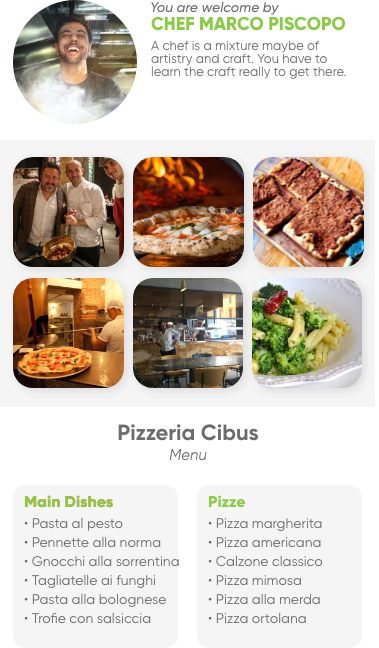 You are welcome by
CHEF MARCO PISCOPO
A chef is a mixture maybe of
artistry and craft. You have to
learn the craft really to get there.
Pizzeria Cibus
Menu
Main Dishes
• Pasta al pesto
• Pennette alla norma
• Gnocchi alla sorrentina
• Tagliatelle ai funghi
• Pasta alla bolognese
• Trofie con salsiccia
Pizze
• Pizza margherita
• Pizza americana
• Calzone classico
• Pizza mimosa
• Pizza alla merda
• Pizza ortolana